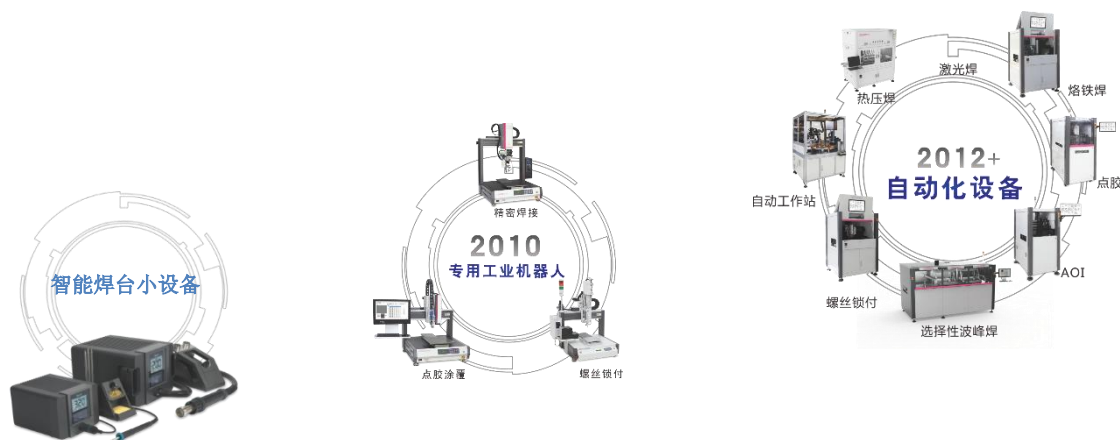 智能焊台小设备
精密焊接
2010
专用工业机器人
点胶涂覆
螺丝锁付
激光焊
热压焊
烙铁焊
2012+
自动化设备
点胶
自动工作站
AOI
螺丝锁付
选择性波峰焊